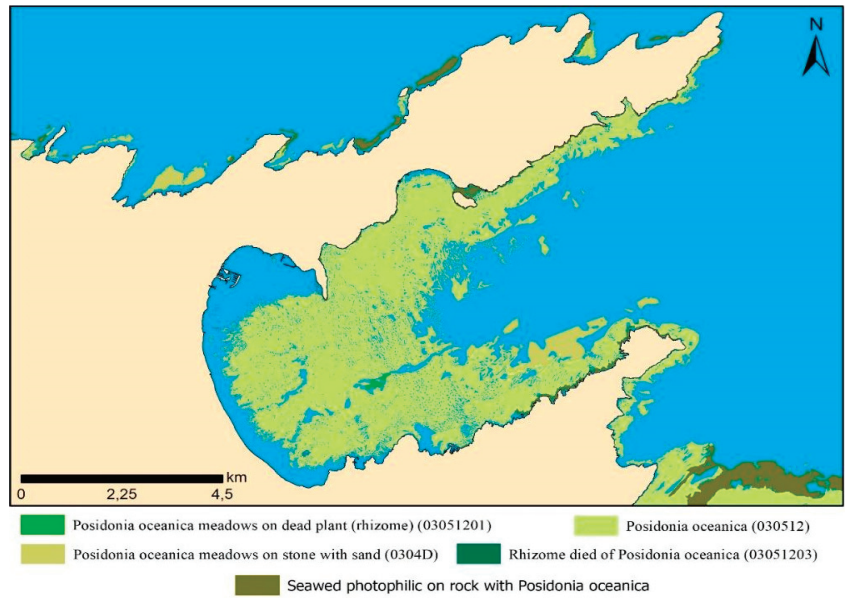 N
km
0 2,25 4,5
Posidonia oceanica meadows on dead plant (rhizome) (03051201)
Posidonia oceanica (030512)
Posidonia oceanica meadows on stone with sand (0304D)
Rhizome died of Posidonia oceanica (03051203)
Seawed photophilic on rock with Posidonia oceanica